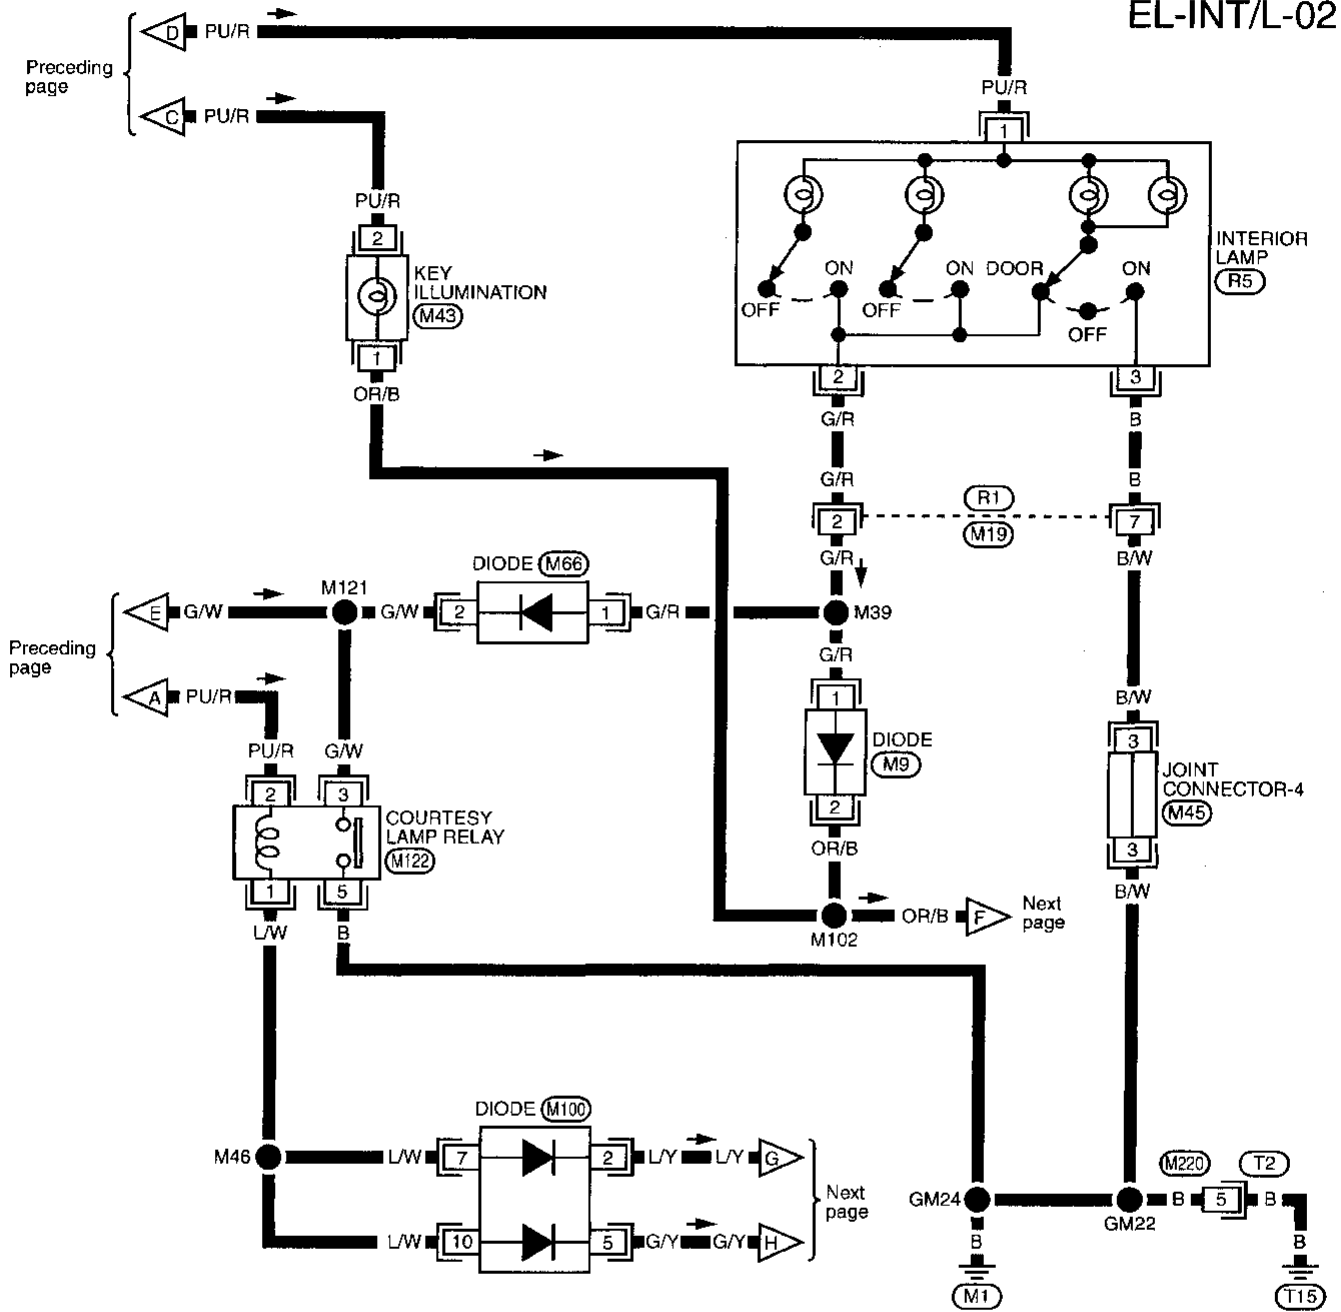 EL-INT/L-02
D PU/R
Preceding
page
C PU/R
PU/R
1
PU/R
2
KEY
ILLUMINATION
M43
1
OR/B
INTERIOR
LAMP
R5
ON
ON
DOOR
ON
OFF
OFF
OFF
2
3
G/R
B
G/R
B
R1
2
7
M19
G/R
B/W
DIODE M66
M121
E G/W
G/W 2
1 G/R
M39
Preceding
page
G/R
A PU/R
B/W
1
PU/R
G/W
DIODE
M9
3
2
3
2
JOINT
CONNECTOR-4
M45
COURTESY
LAMP RELAY
M122
OR/B
3
1
5
B/W
L/W
B
M102
OR/B F
Next
page
DIODE M100
M46
L/W 7
2 L/Y L/Y G
L/W 10
5 G/Y G/Y H
Next
page
M220
T2
GM24
GM22
B 5 B
B
B
M1
T15